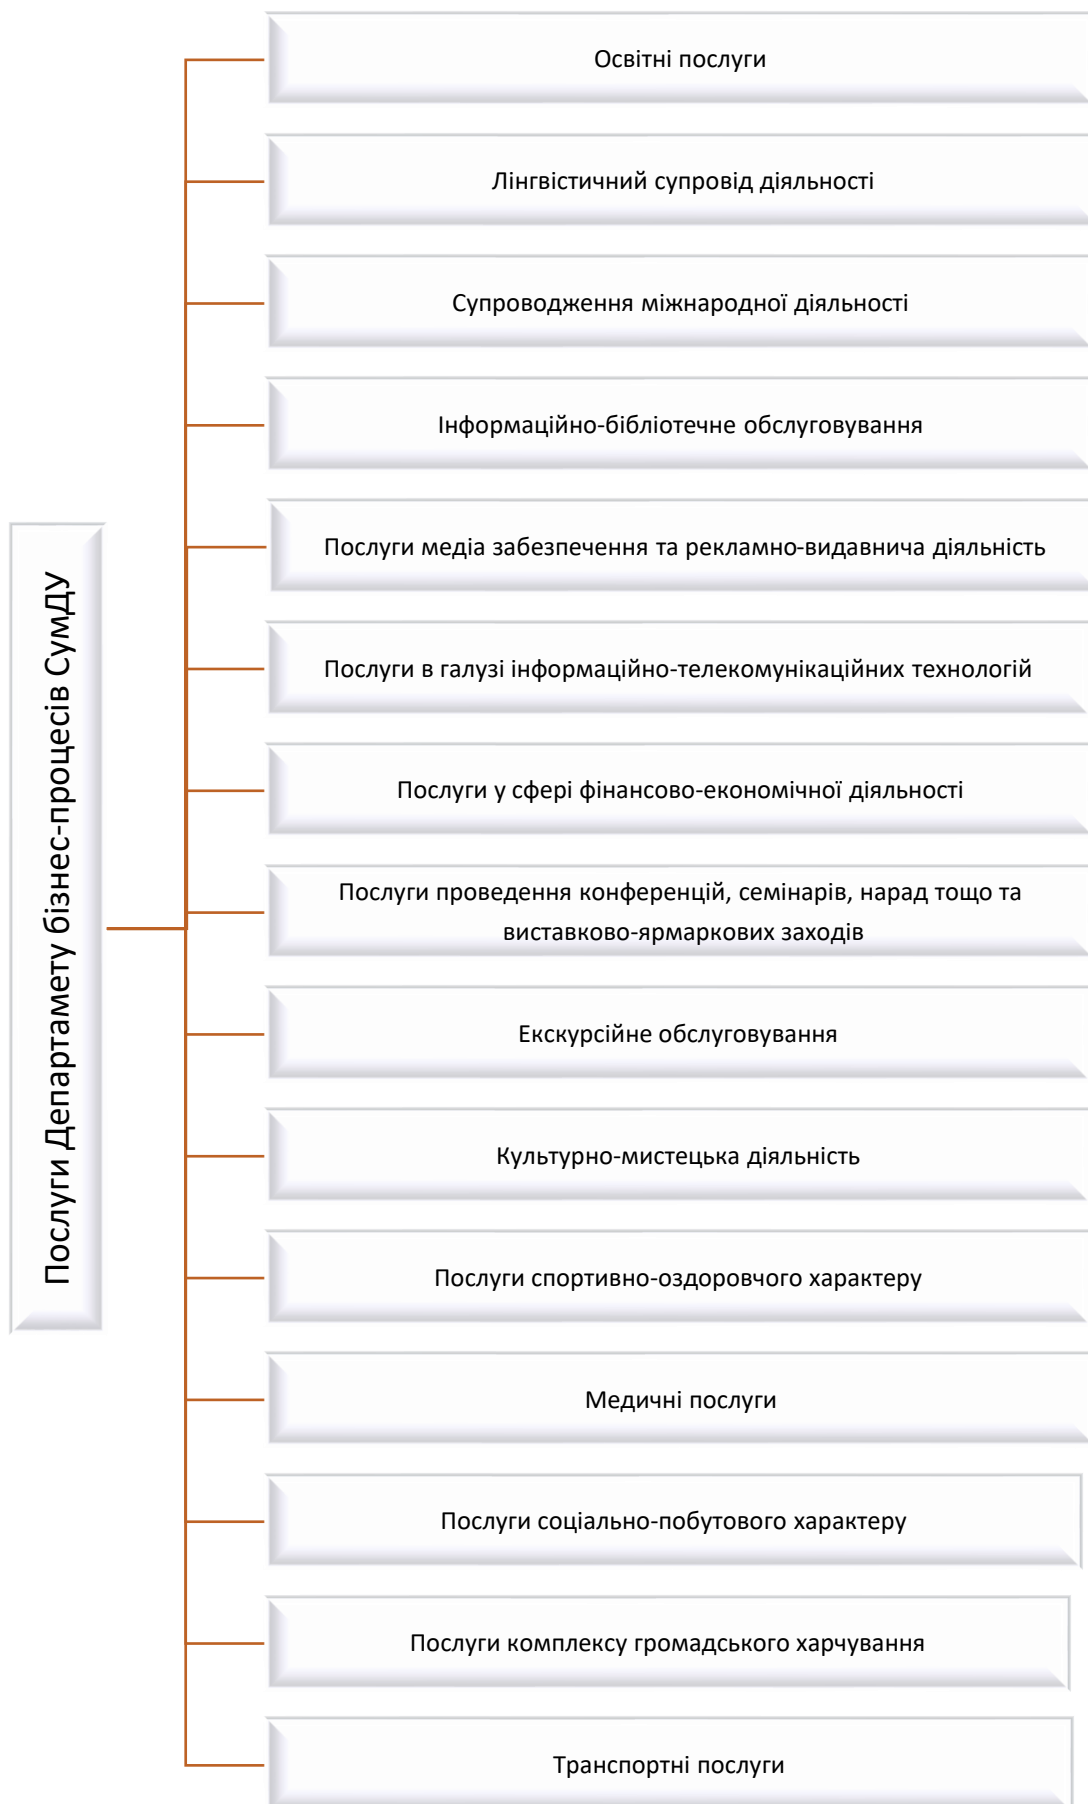 Послуги Департамету бізнес-процесів СумДУ
Освітні послуги
Лінгвістичний супровід діяльності
Супроводження міжнародної діяльності
Інформаційно-бібліотечне обслуговування
Послуги медіа забезпечення та рекламно-видавнича діяльність
Послуги в галузі інформаційно-телекомунікаційних технологій
Послуги у сфері фінансово-економічної діяльності
Послуги проведення конференцій, семінарів, нарад тощо та
виставково-ярмаркових заходів
Екскурсійне обслуговування
Культурно-мистецька діяльність
Послуги спортивно-оздоровчого характеру
Медичні послуги
Послуги соціально-побутового характеру
Послуги комплексу громадського харчування
Транспортні послуги